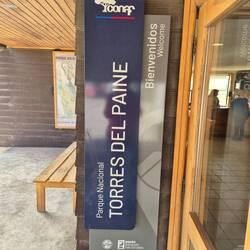 CONAF
Parque Nacional
TORRES DEL PAINE
Bienvenidos
Welcome